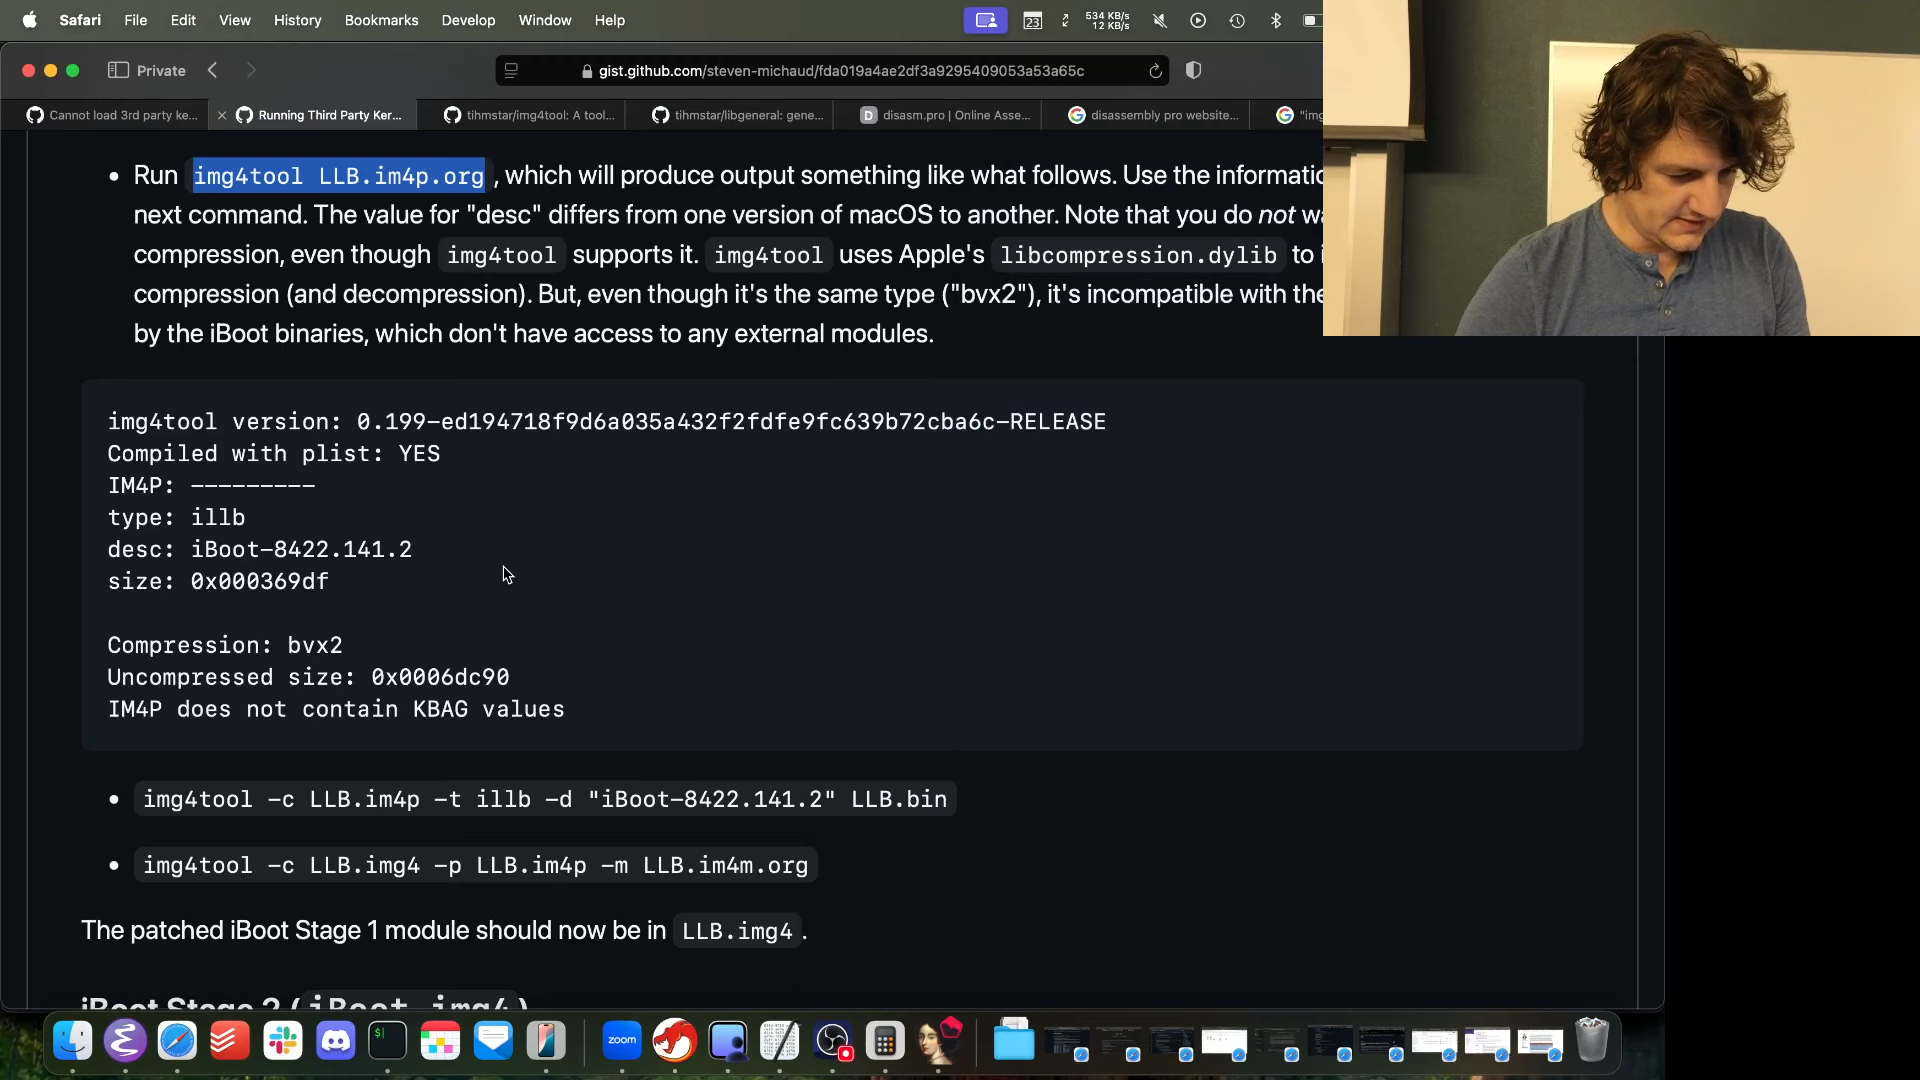 Safari File Edit View History Bookmarks Develop Window Help 23 534 KB/s 12 KB/s
Private gist.github.com/steven-michaud/fda019a4ae2df3a9295409053a53a65c
Cannot load 3rd party ke... Running Third Party Ker... tihmstar/img4tool: A tool... tihmstar/libgeneral: gene... D disasm.pro | Online Asse... disassembly pro website... "img
• Run img4tool LLB.im4p.org , which will produce output something like what follows. Use the informatio
next command. The value for "desc" differs from one version of macOS to another. Note that you do not wa
compression, even though img4tool supports it. img4tool uses Apple's libcompression.dylib to i
compression (and decompression). But, even though it's the same type ("bvx2"), it's incompatible with the
by the iBoot binaries, which don't have access to any external modules.
img4tool version: 0.199-ed194718f9d6a035a432f2fdfe9fc639b72cba6c-RELEASE
Compiled with plist: YES
IM4P: ---------
type: illb
desc: iBoot-8422.141.2
size: 0x000369df
Compression: bvx2
Uncompressed size: 0x0006dc90
IM4P does not contain KBAG values
• img4tool -c LLB.im4p -t illb -d "iBoot-8422.141.2" LLB.bin
• img4tool -c LLB.img4 -p LLB.im4p -m LLB.im4m.org
The patched iBoot Stage 1 module should now be in LLB.img4 .
iBoot Stage 2 (iBoot.img4)
$ zoom